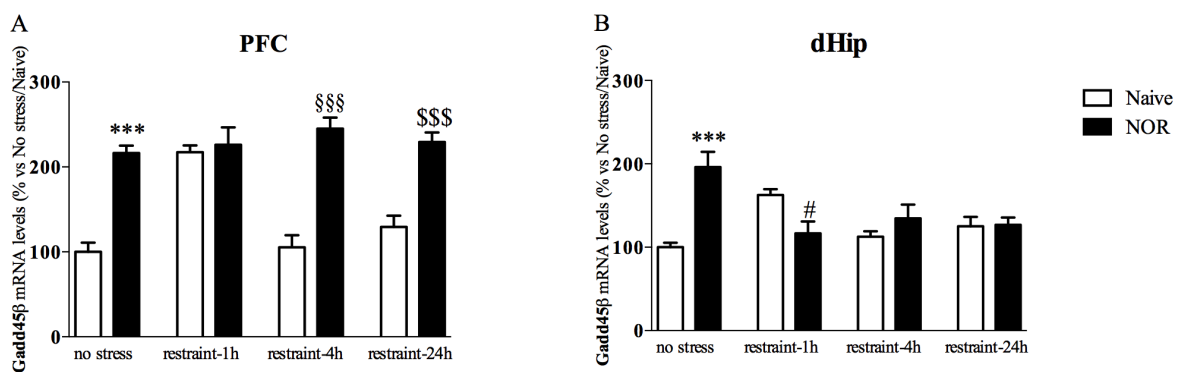 A
PFC
Gadd45β mRNA levels (% vs No stress/Naive)
300
200
100
0
***
§§§
$$$
no stress
restraint-1h
restraint-4h
restraint-24h
B
dHip
Gadd45β mRNA levels (% vs No stress/Naive)
300
200
100
0
***
#
no stress
restraint-1h
restraint-4h
restraint-24h
Naive
NOR